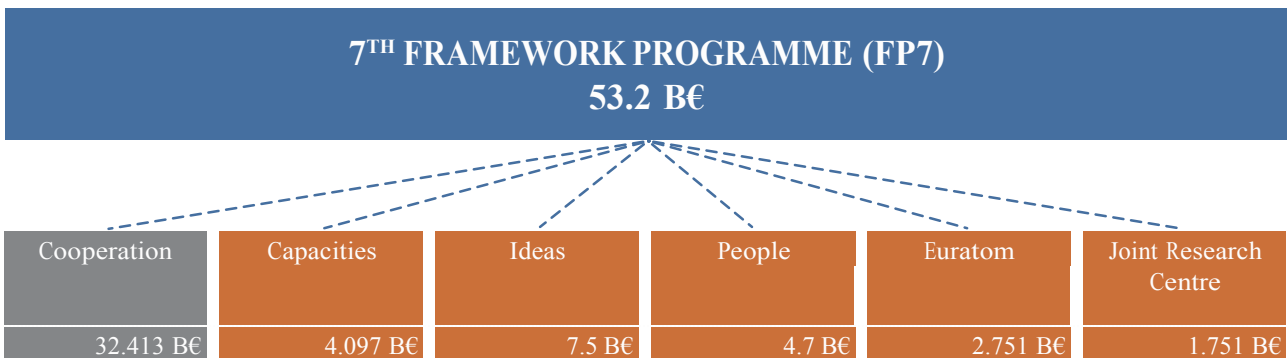 7TH FRAMEWORK PROGRAMME (FP7)
53.2 B€
Cooperation
32.413 B€
Capacities
4.097 B€
Ideas
7.5 B€
People
4.7 B€
Euratom
2.751 B€
Joint Research
Centre
1.751 B€